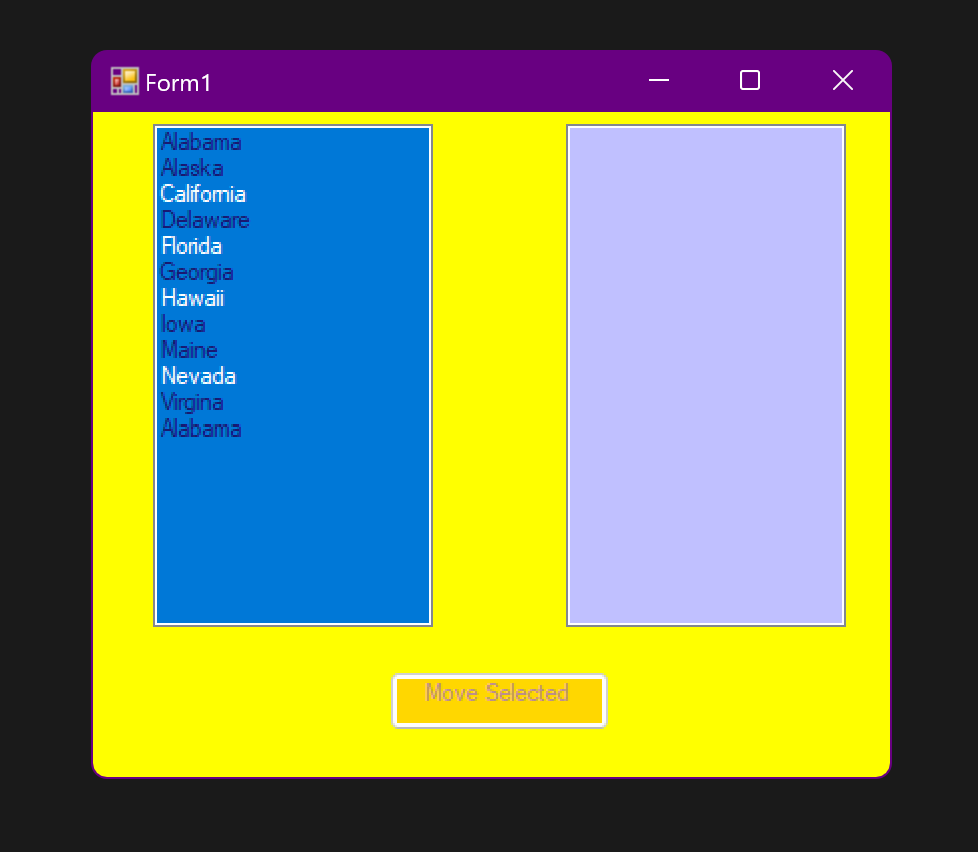 Form1
Alabama
Alaska
California
Delaware
Florida
Georgia
Hawaii
Iowa
Maine
Nevada
Virgina
Alabama
Move Selected